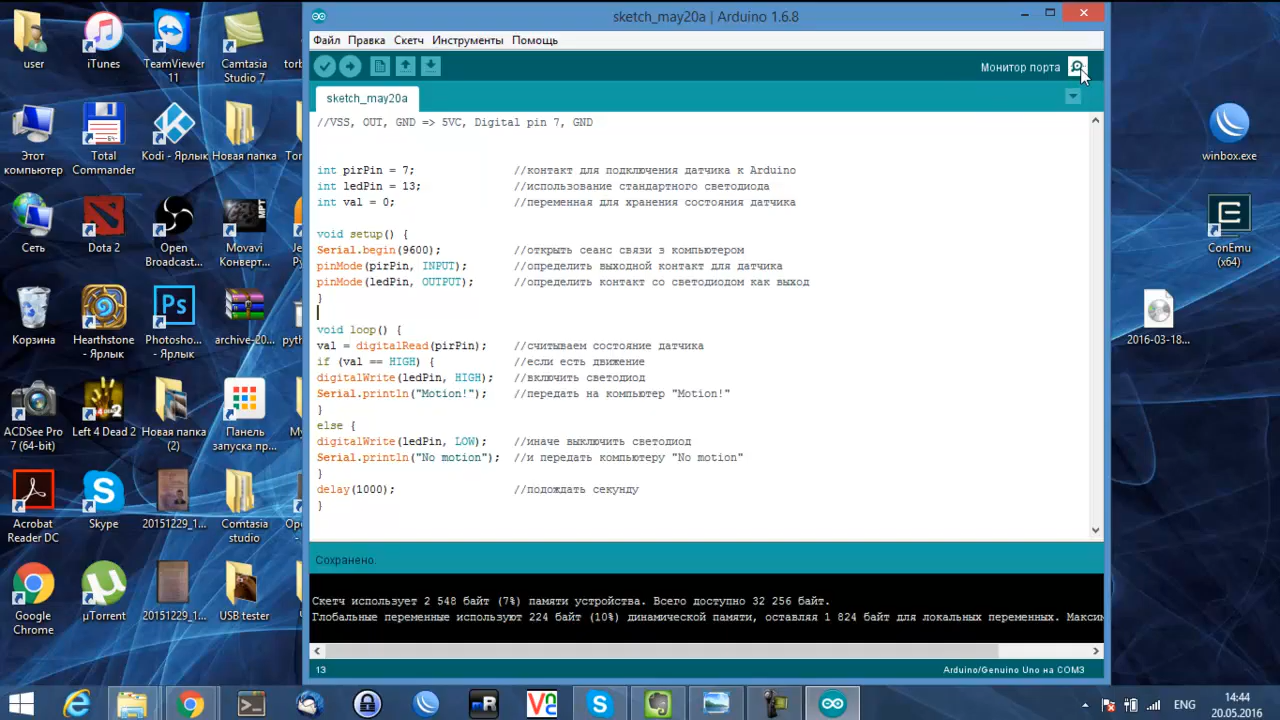 sketch_may20a | Arduino 1.6.8
Файл Правка Скетч Инструменты Помощь
Монитор порта
sketch_may20a
//VSS, OUT, GND => 5VC, Digital pin 7, GND
int pirPin = 7; //контакт для подключения датчика к Arduino
int ledPin = 13; //использование стандартного светодиода
int val = 0; //переменная для хранения состояния датчика
void setup() {
Serial.begin(9600); //открыть сеанс связи з компьютером
pinMode(pirPin, INPUT); //определить выходной контакт для датчика
pinMode(ledPin, OUTPUT); //определить контакт со светодиодом как выход
}
void loop() {
val = digitalRead(pirPin); //считываем состояние датчика
if (val == HIGH) { //если есть движение
digitalWrite(ledPin, HIGH); //включить светодиод
Serial.println("Motion!"); //передать на компьютер "Motion!"
}
else {
digitalWrite(ledPin, LOW); //иначе выключить светодиод
Serial.println("No motion"); //и передать компьютеру "No motion"
}
delay(1000); //подождать секунду
}
Сохранено.
Скетч использует 2 548 байт (7%) памяти устройства. Всего доступно 32 256 байт.
Глобальные переменные используют 224 байт (10%) динамической памяти, оставляя 1 824 байт для локальных переменных. Максим
13
Arduino/Genuino Uno на COM3
user
iTunes
TeamViewer 11
Camtasia Studio 7
torb
Этот компьютер
Total Commander
Kodi - Ярлык
Новая папка
Tor
Сеть
Dota 2
Open Broadcast...
Movavi Конверт...
Корзина
Hearthstone - Ярлык
Ps
Photosho... - Ярлык
archive-20...
pyth
ACDSee Pro 7 (64-bit)
Left 4 Dead 2
Новая папка (2)
Панель запуска пр...
Acrobat Reader DC
Skype
20151229_1...
Comtasia studio
Google Chrome
µTorrent
20151229_1...
USB tester
winbox.exe
ConEmu (x64)
2016-03-18...
14:44
20.05.2016